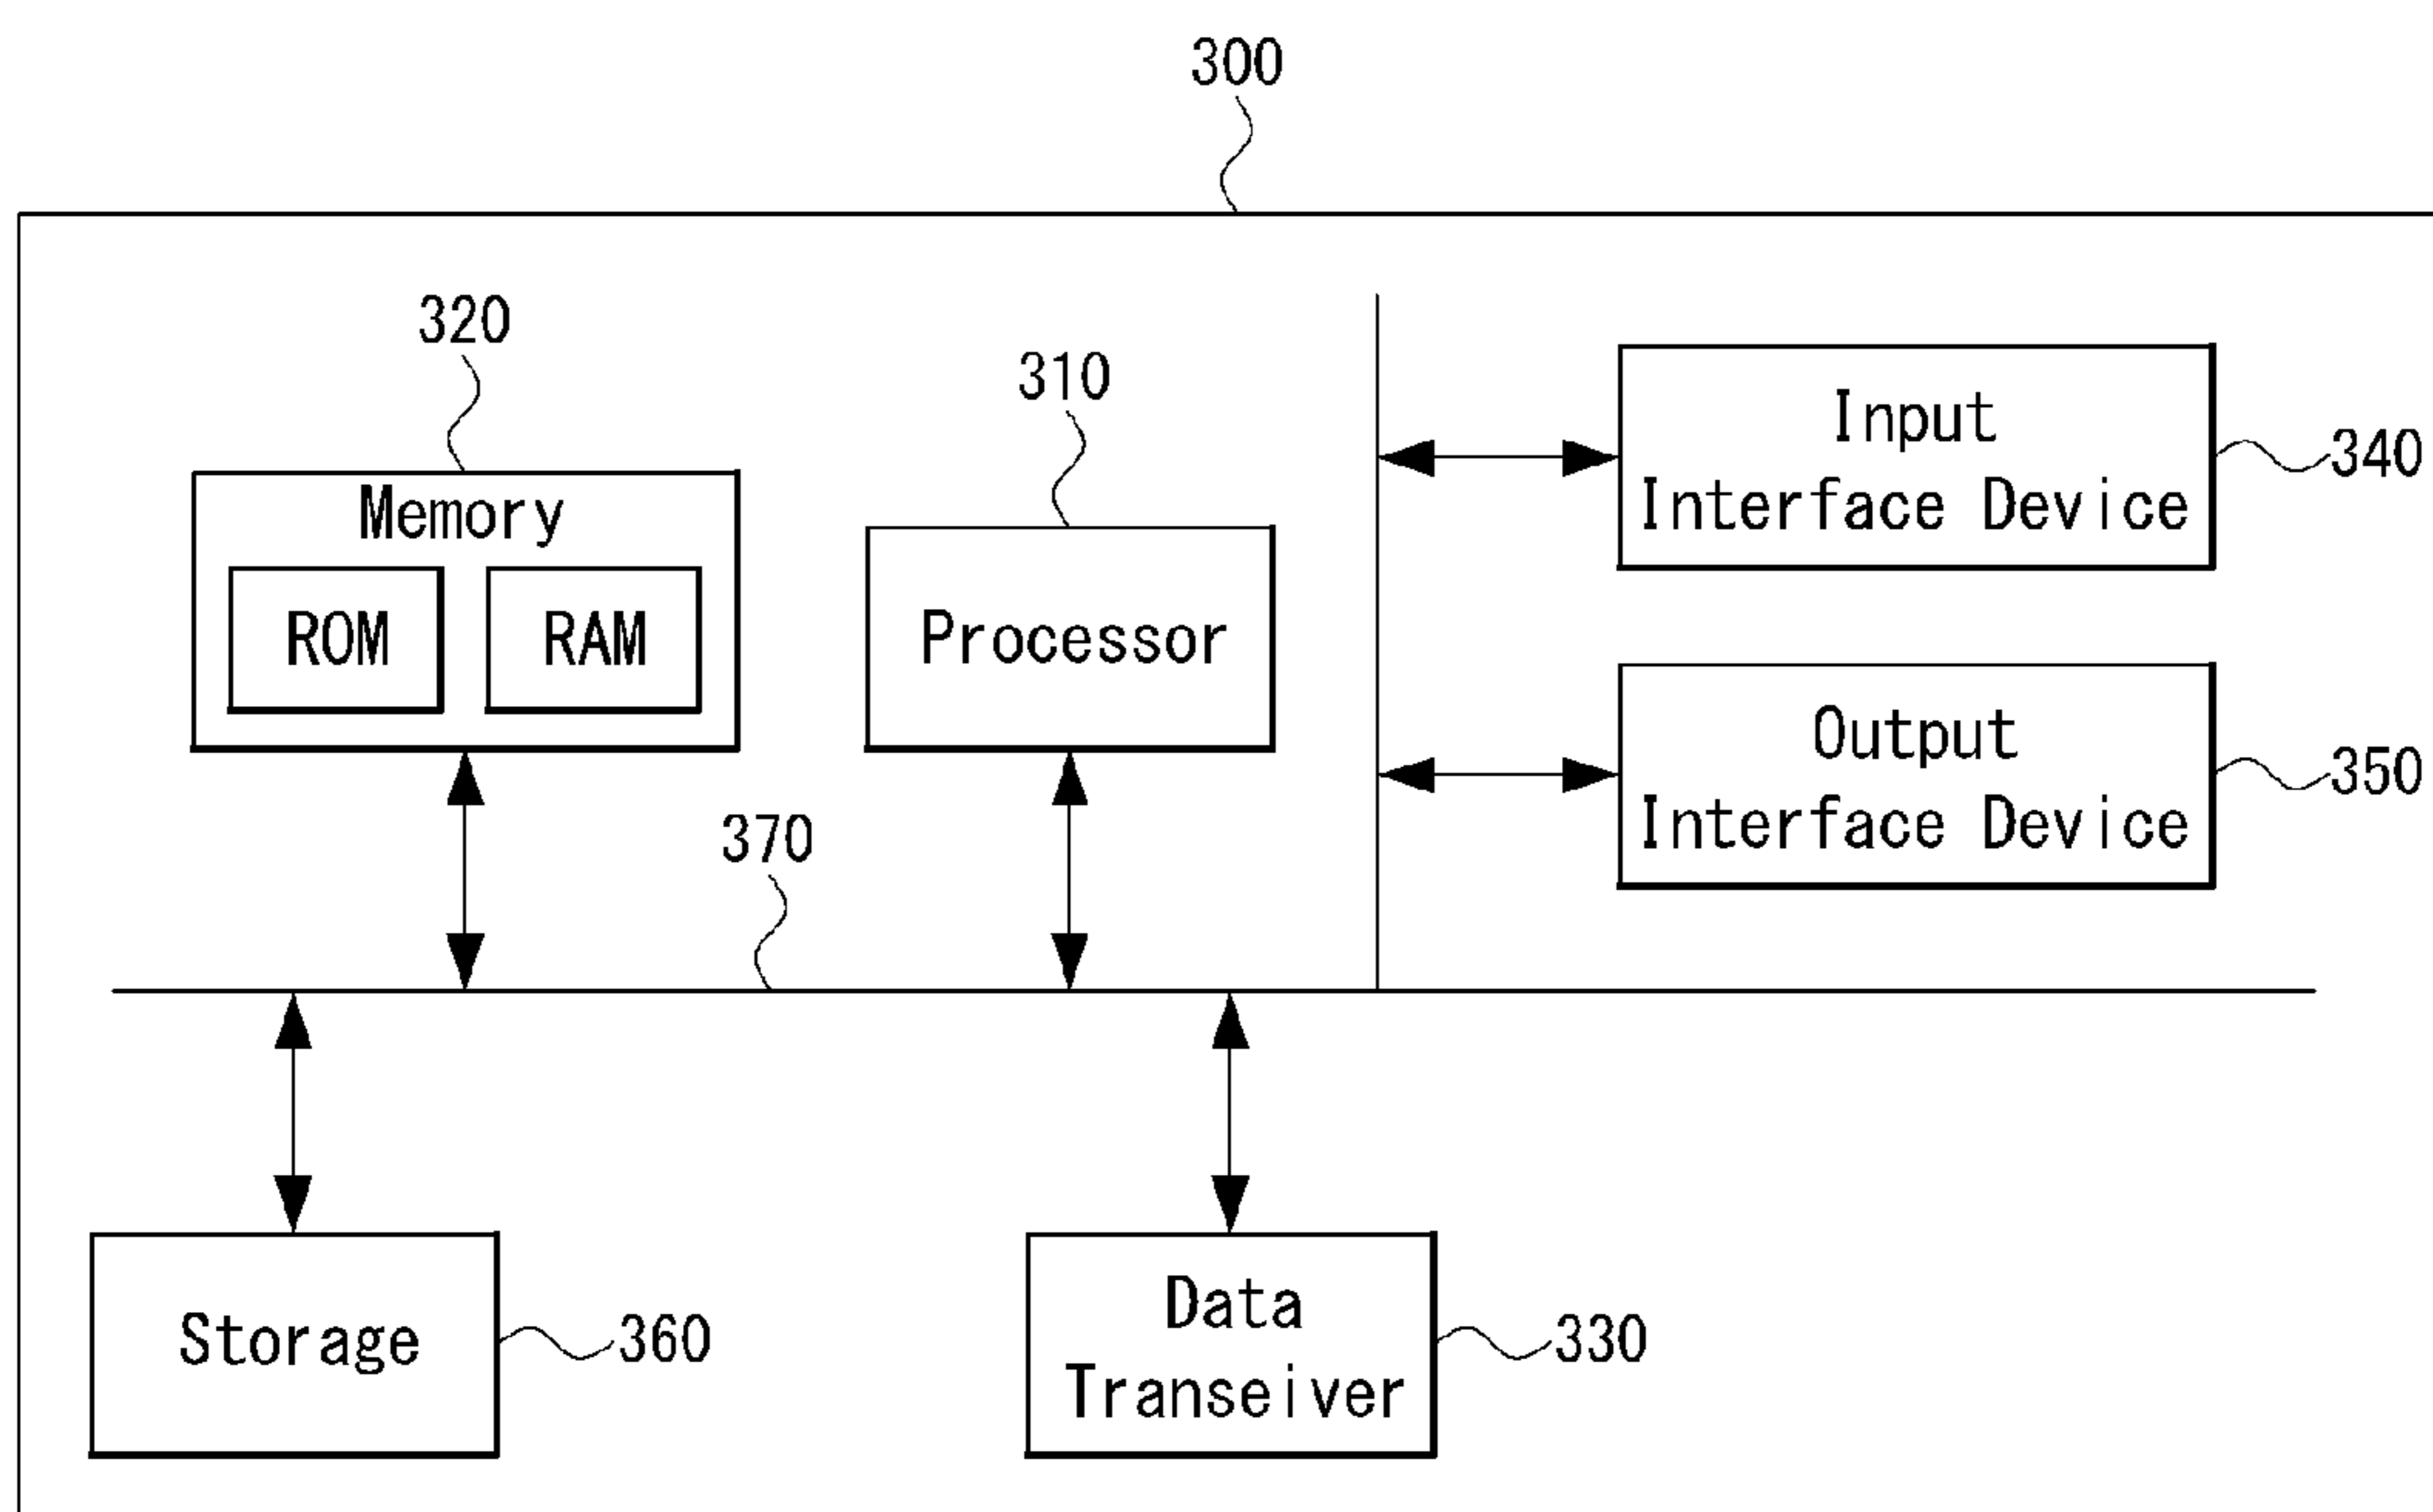 300
320
310
Memory
ROM
RAM
Processor
Input
Interface Device
340
Output
Interface Device
350
370
Storage
360
Data
Transeiver
330